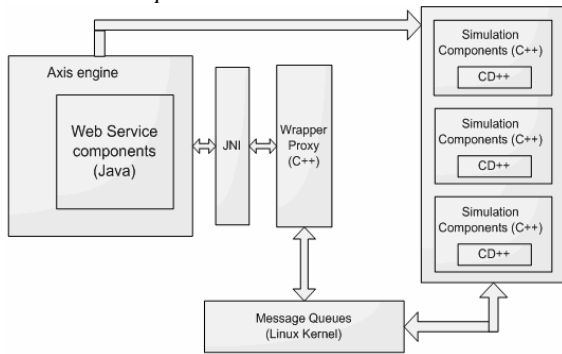 Axis engine
Web Service
components
(Java)
JNI
Wrapper
Proxy
(C++)
Simulation
Components (C++)
CD++
Simulation
Components (C++)
CD++
Simulation
Components (C++)
CD++
Message Queues
(Linux Kernel)